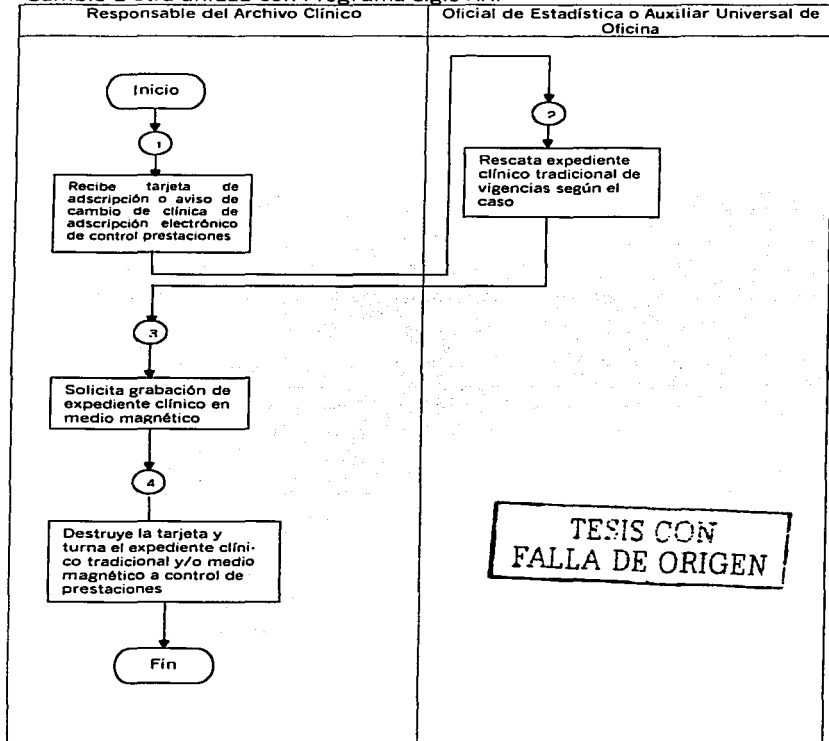 Responsable del Archivo Clínico
Oficial de Estadística o Auxiliar Universal de
Oficina
Inicio
1
Recibe tarjeta de
adscripción o aviso de
cambio de clínica de
adscripción electrónico
de control prestaciones
2
Rescata expediente
clínico tradicional de
vigencias según el
caso
3
Solicita grabación de
expediente clínico en
medio magnético
4
Destruye la tarjeta y
turna el expediente clíni-
co tradicional y/o medio
magnético a control de
prestaciones
Fin
TESIS CON
FALLA DE ORIGEN